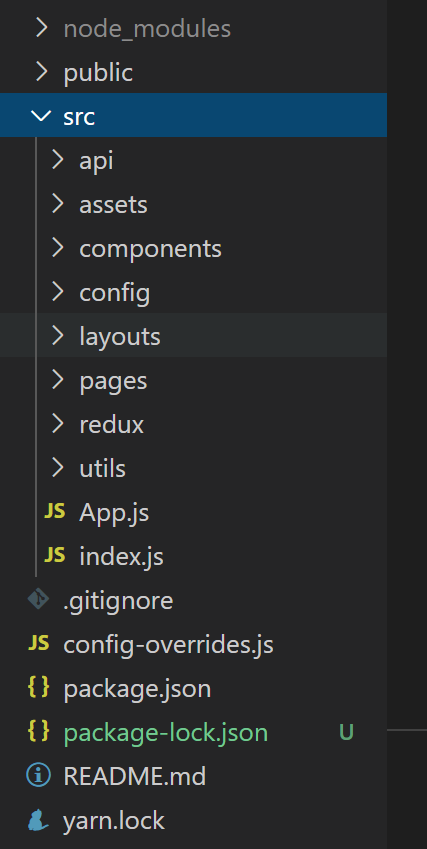 node_modules
public
src
api
assets
components
config
layouts
pages
redux
utils
JS App.js
JS index.js
.gitignore
JS config-overrides.js
{} package.json
{} package-lock.json U
README.md
yarn.lock